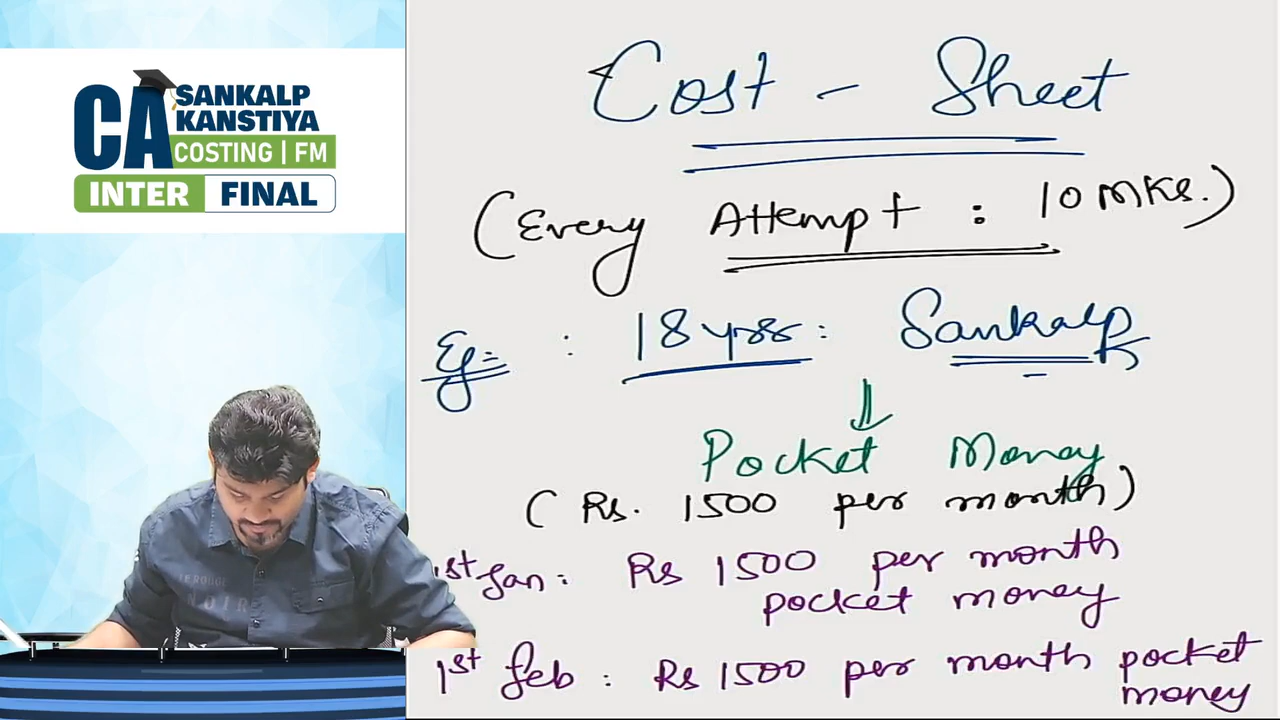 CA SANKALP KANSTIYA
COSTING | FM
INTER FINAL
Cost - Sheet
(Every Attempt : 10 MKs.)
Eg : 18 yrs : Sankalp
↓
Pocket Money
(Rs. 1500 per month)
1st Jan : Rs 1500 per month
pocket money
1st feb : Rs 1500 per month pocket
money